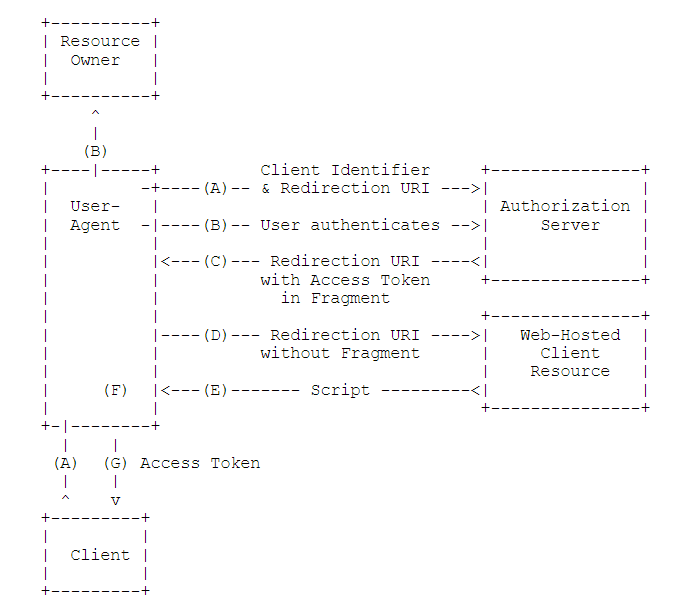 +----------+
| Resource |
|  Owner   |
|          |
+----------+
     ^
     |
    (B)
+----|-----+          Client Identifier     +---------------+
|         -+----(A)-- & Redirection URI --->|               |
|  User-   |                                | Authorization |
|  Agent  -|----(B)-- User authenticates -->|     Server    |
|          |                                |               |
|          |<---(C)--- Redirection URI ----<|               |
|          |          with Access Token     +---------------+
|          |            in Fragment
|          |                                +---------------+
|          |----(D)--- Redirection URI ---->|   Web-Hosted  |
|          |          without Fragment      |     Client    |
|          |                                |    Resource   |
|     (F)  |<---(E)------- Script ---------<|               |
|          |                                +---------------+
+-|--------+
  |    |
 (A)  (G) Access Token
  |    |
  ^    v
+---------+
|         |
|  Client |
|         |
+---------+